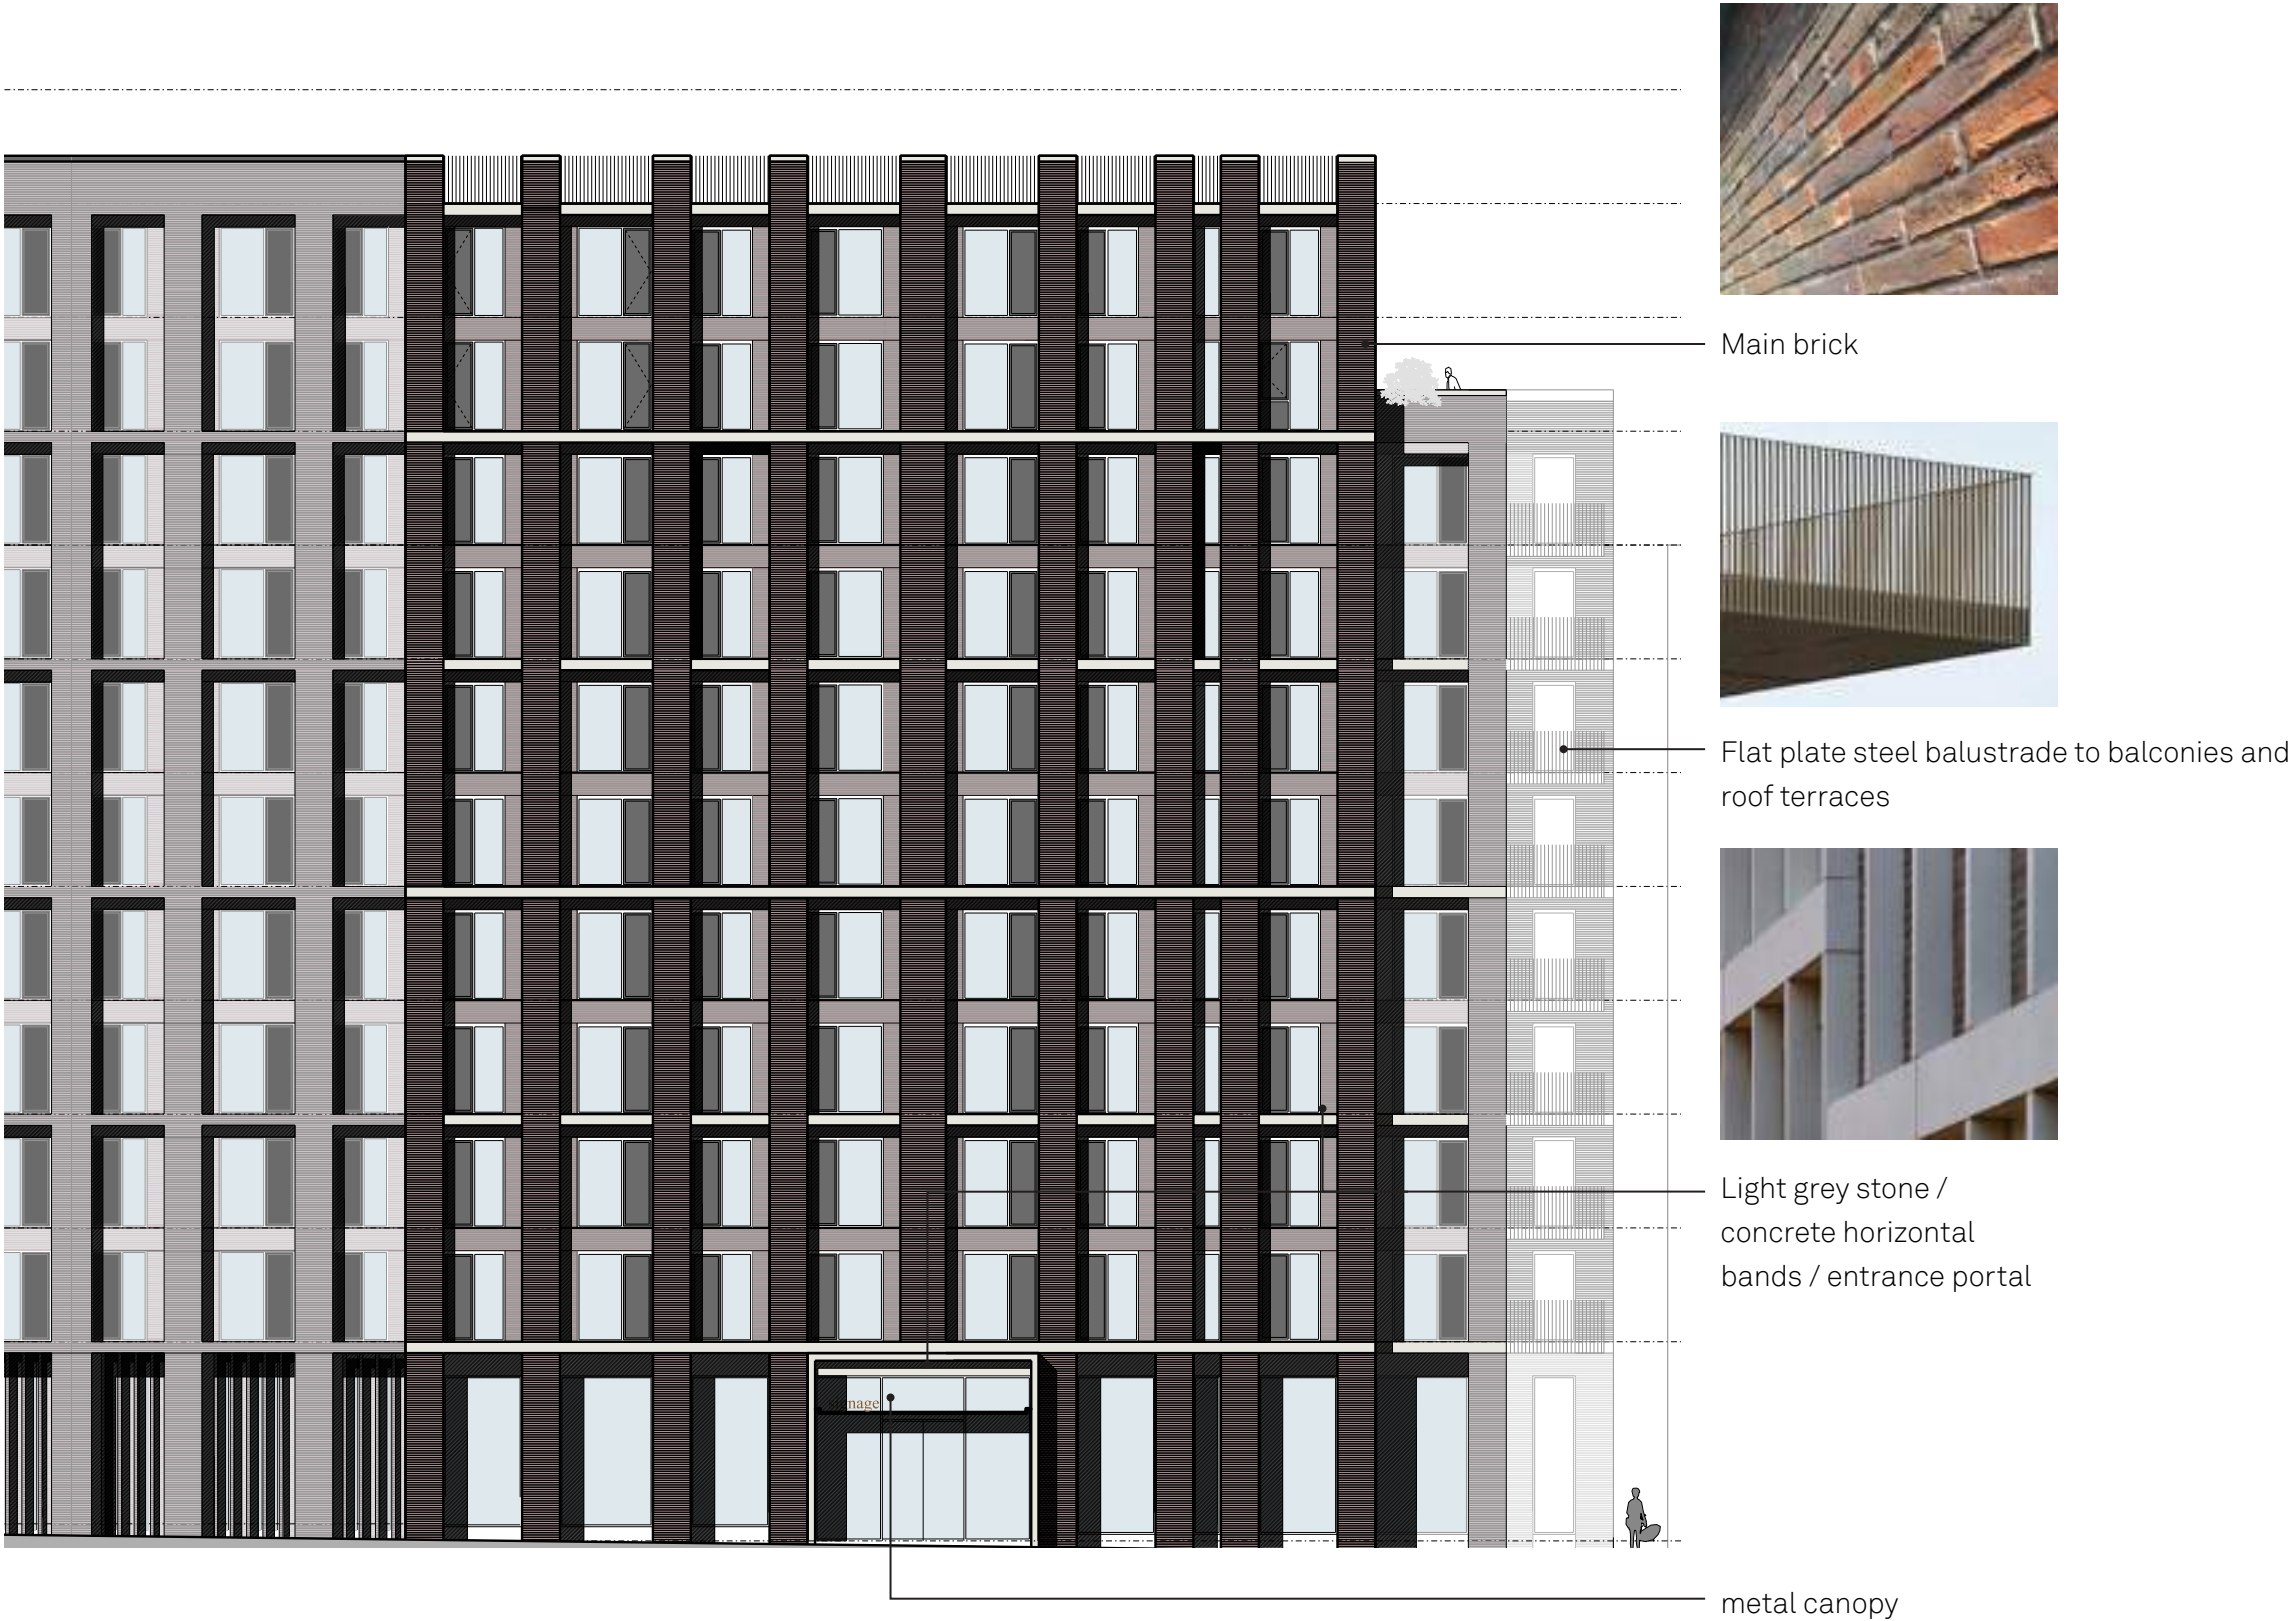 Main brick
Flat plate steel balustrade to balconies and
roof terraces
Light grey stone /
concrete horizontal
bands / entrance portal
signage
metal canopy